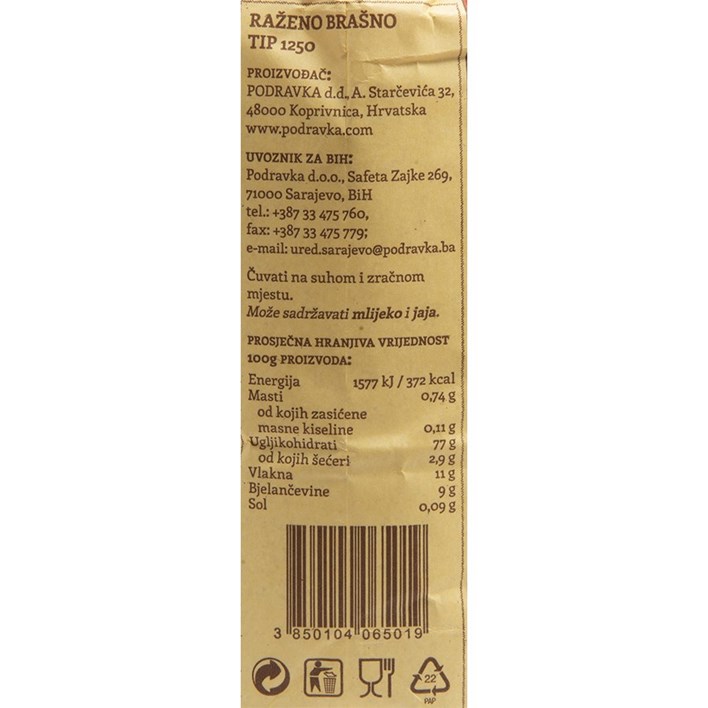 RAŽENO BRAŠNO
TIP 1250
PROIZVOĐAČ:
PODRAVKA d.d., A. Starčevića 32,
48000 Koprivnica, Hrvatska
www.podravka.com
UVOZNIK ZA BIH:
Podravka d.o.o., Safeta Zajke 269,
71000 Sarajevo, BiH
tel.: +387 33 475 760,
fax: +387 33 475 779;
e-mail: ured.sarajevo@podravka.ba
Čuvati na suhom i zračnom
mjestu.
Može sadržavati mlijeko i jaja.
PROSJEČNA HRANJIVA VRIJEDNOST
100g PROIZVODA:
Energija 1577 kJ / 372 kcal
Masti 0,74 g
od kojih zasićene
masne kiseline 0,11 g
Ugljikohidrati 77 g
od kojih šećeri 2,9 g
Vlakna 11 g
Bjelančevine 9 g
Sol 0,09 g
3 850104 065019
22
PAP